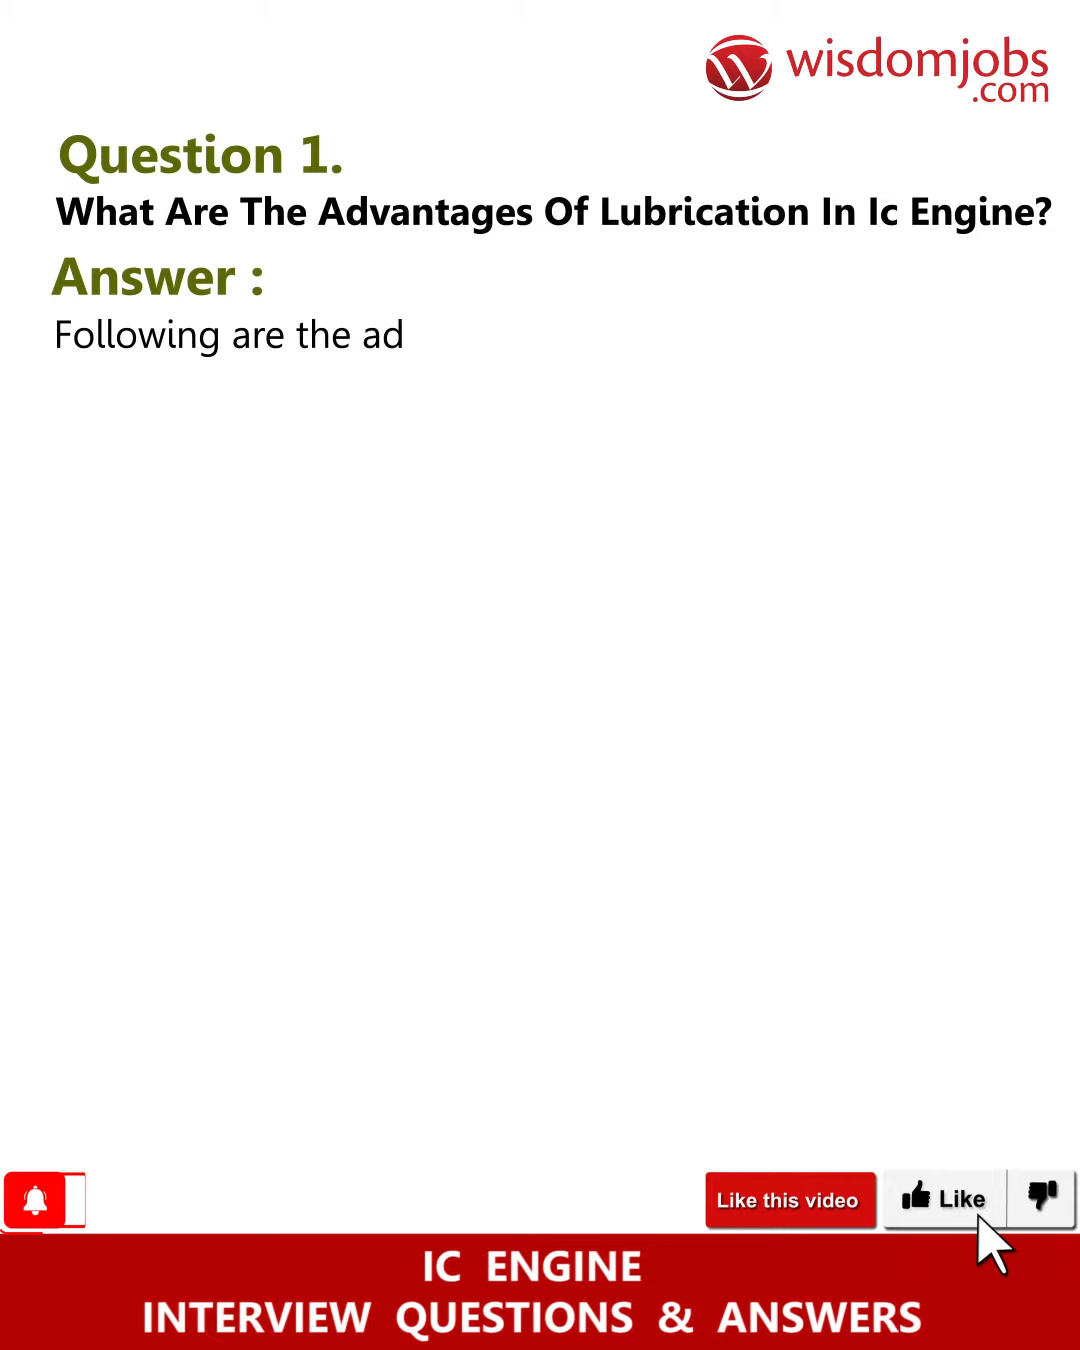 wisdomjobs
.com
Question 1.
What Are The Advantages Of Lubrication In Ic Engine?
Answer :
Following are the ad
Like this video
Like
IC ENGINE
INTERVIEW QUESTIONS & ANSWERS